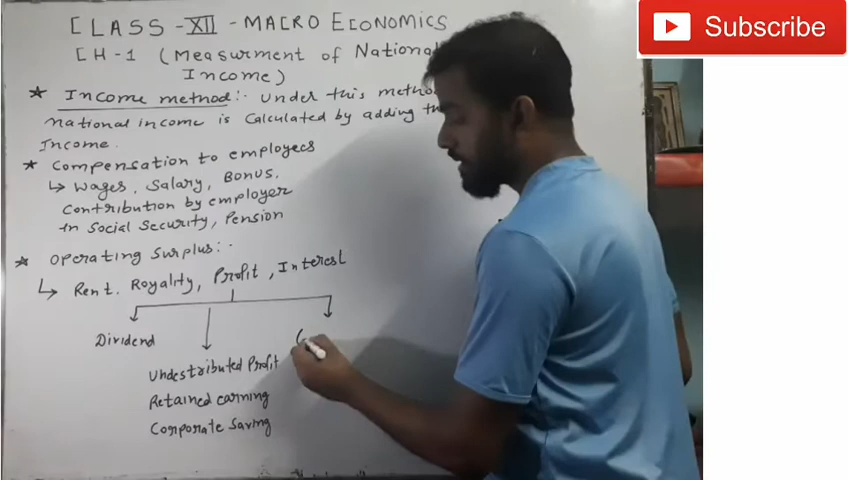 CLASS - XII - MACRO ECONOMICS
CH-1 (Measurment of National
Income)
* Income method:- Under this method
national income is Calculated by adding the
Income.
* Compensation to employees
↳ Wages, Salary, Bonus.
Contribution by employer
In Social Security, Pension
* Operating Surplus:-
↳ Rent. Royality, Profit, Interest
Dividend
Undestributed Profit
Retained earning
Corporate Saving
Subscribe